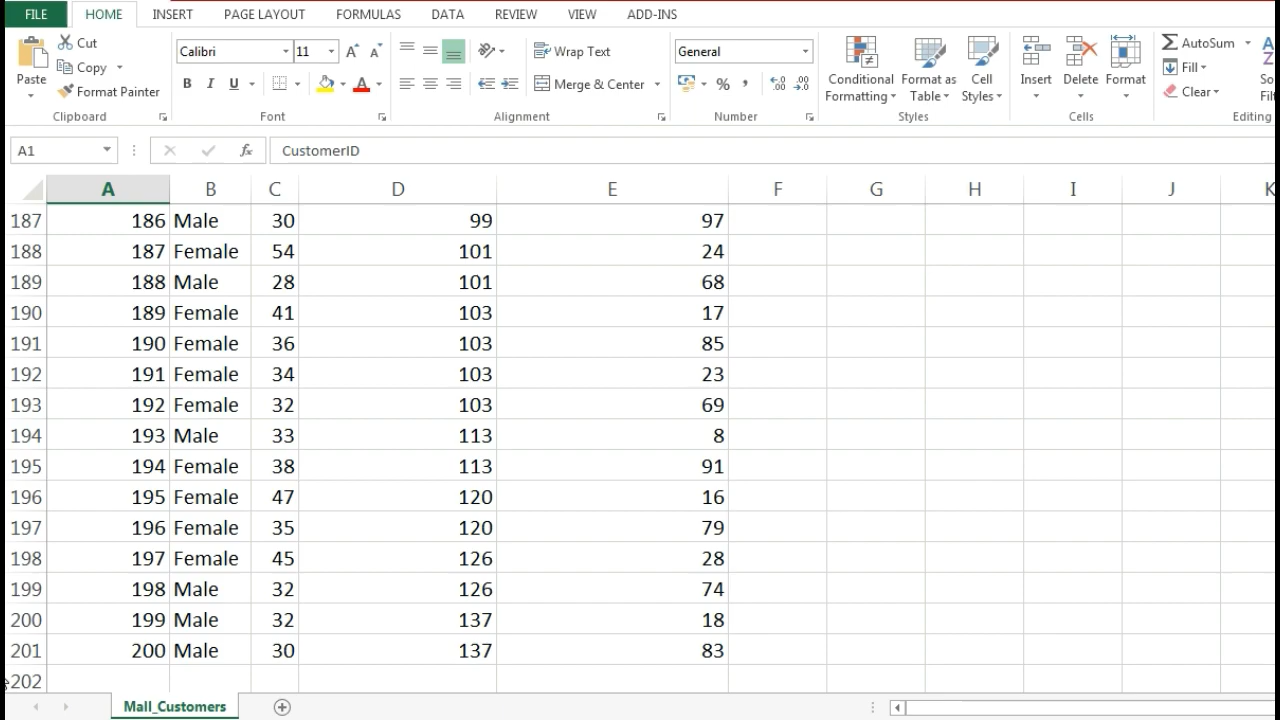 FILE HOME INSERT PAGE LAYOUT FORMULAS DATA REVIEW VIEW ADD-INS
Cut
Calibri 11 Wrap Text General AutoSum
Paste Copy Conditional Formatting Format as Table Cell Styles Insert Delete Format Fill
Format Painter B I U Merge & Center % Clear
Clipboard Font Alignment Number Styles Cells Editing
A1 fx CustomerID
A B C D E F G H I J K
187 186 Male 30 99 97
188 187 Female 54 101 24
189 188 Male 28 101 68
190 189 Female 41 103 17
191 190 Female 36 103 85
192 191 Female 34 103 23
193 192 Female 32 103 69
194 193 Male 33 113 8
195 194 Female 38 113 91
196 195 Female 47 120 16
197 196 Female 35 120 79
198 197 Female 45 126 28
199 198 Male 32 126 74
200 199 Male 32 137 18
201 200 Male 30 137 83
202
Mall_Customers